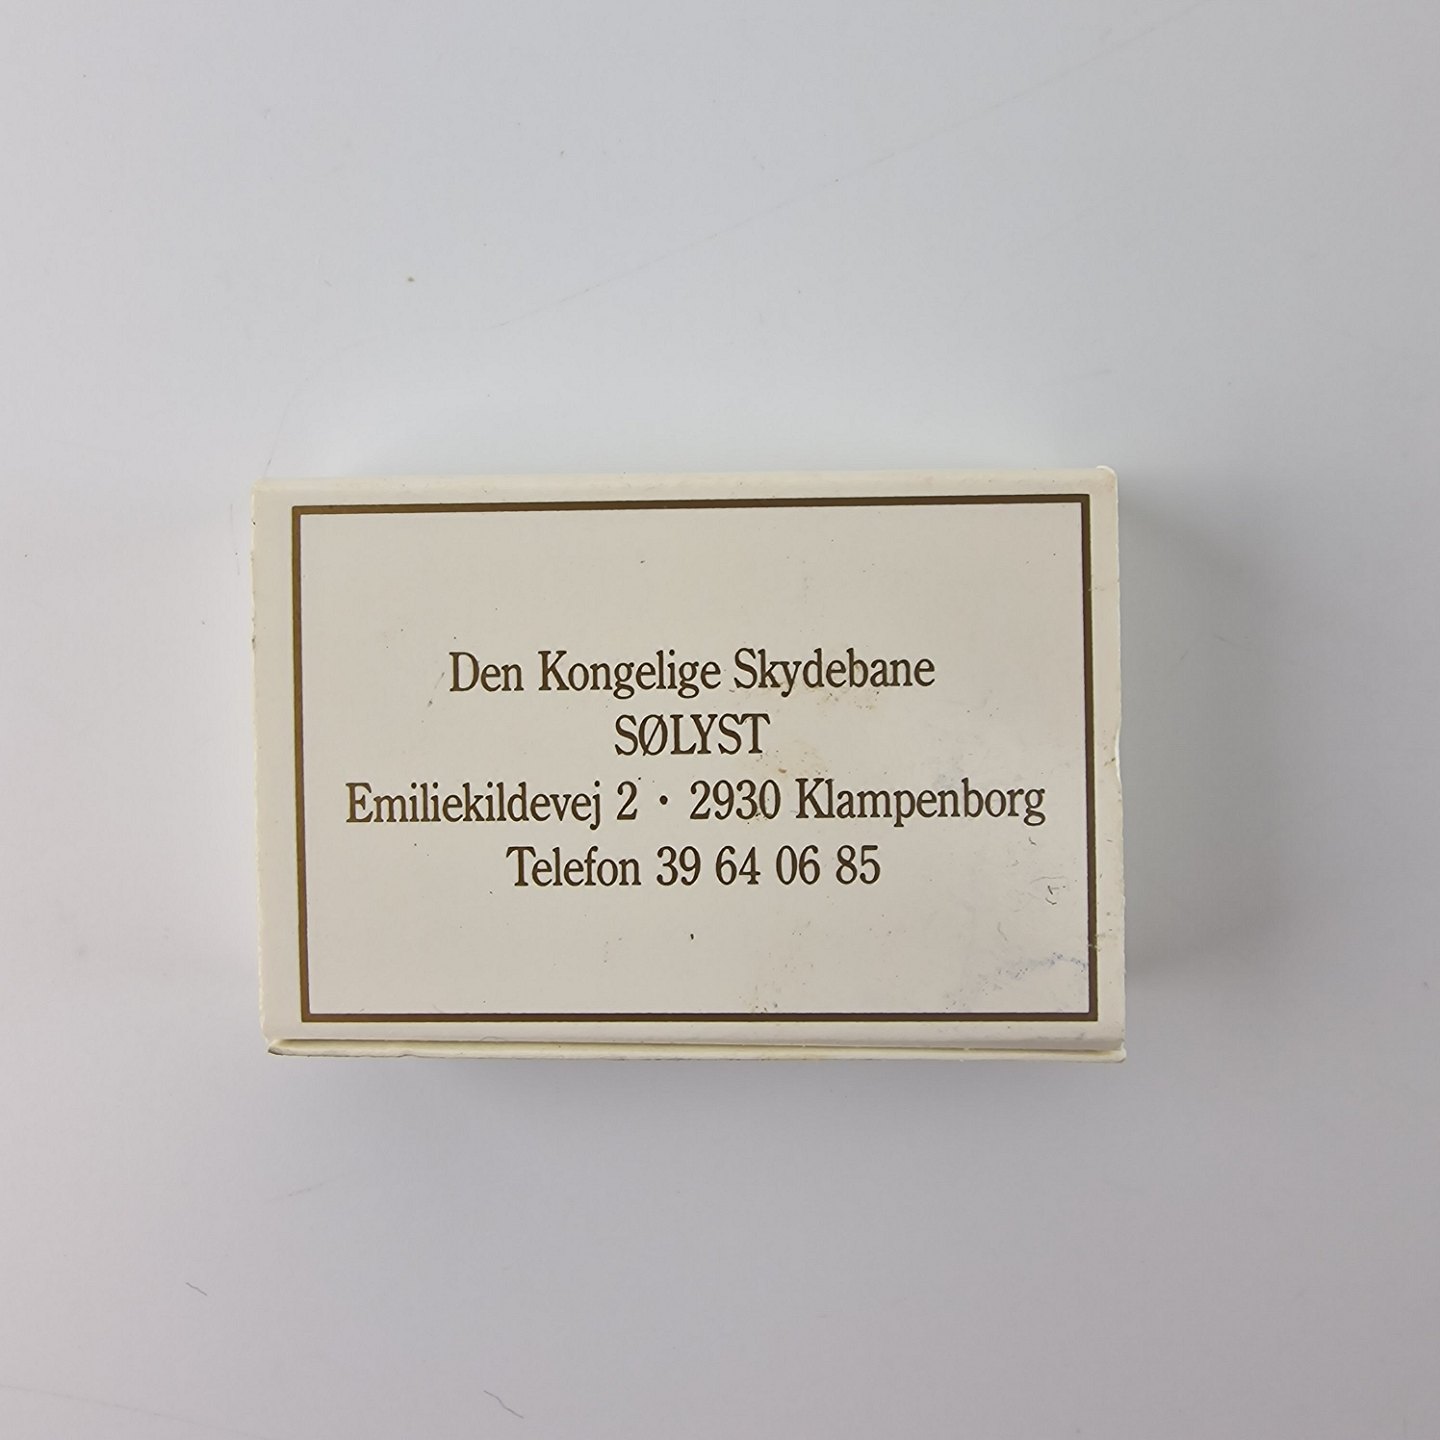 Den Kongelige Skydebane
SØLYST
Emiliekildevej 2 · 2930 Klampenborg
Telefon 39 64 06 85